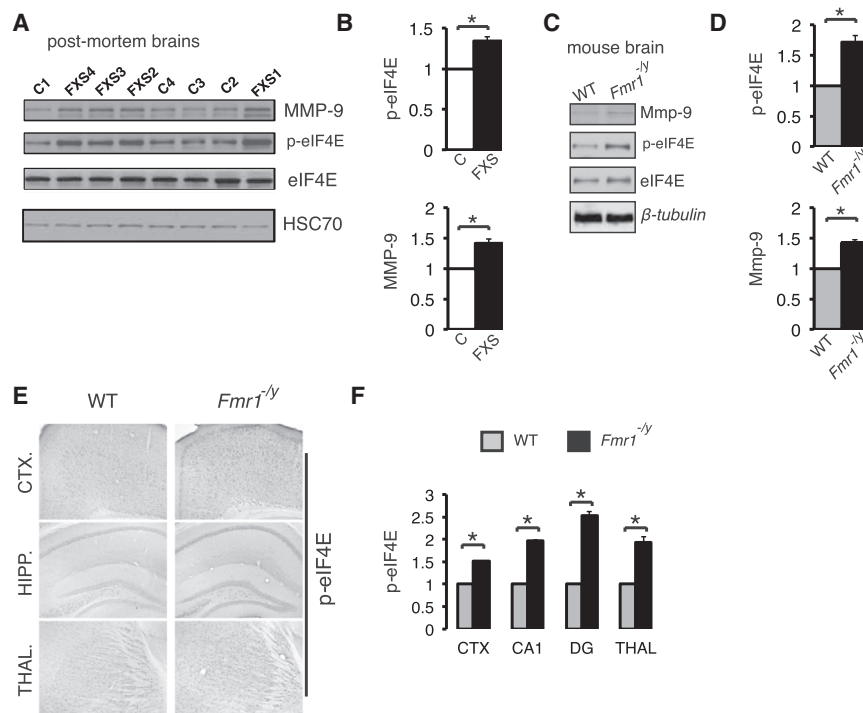 A
post-mortem brains
C1 FXS4 FXS3 FXS2 C4 C3 C2 FXS1
MMP-9
p-eIF4E
eIF4E
HSC70
B
p-eIF4E
1.5
1
0.5
0
*
C FXS
MMP-9
2
1.5
1
0.5
0
*
C FXS
C
mouse brain
WT Fmr1-/y
Mmp-9
p-eIF4E
eIF4E
β-tubulin
D
p-eIF4E
2
1.5
1
0.5
0
*
WT Fmr1-/y
Mmp-9
2
1.5
1
0.5
0
*
WT Fmr1-/y
E
WT Fmr1-/y
CTX.
HIPP.
THAL.
p-eIF4E
F
WT Fmr1-/y
p-eIF4E
3
2.5
2
1.5
1
0.5
0
* * * *
CTX CA1 DG THAL